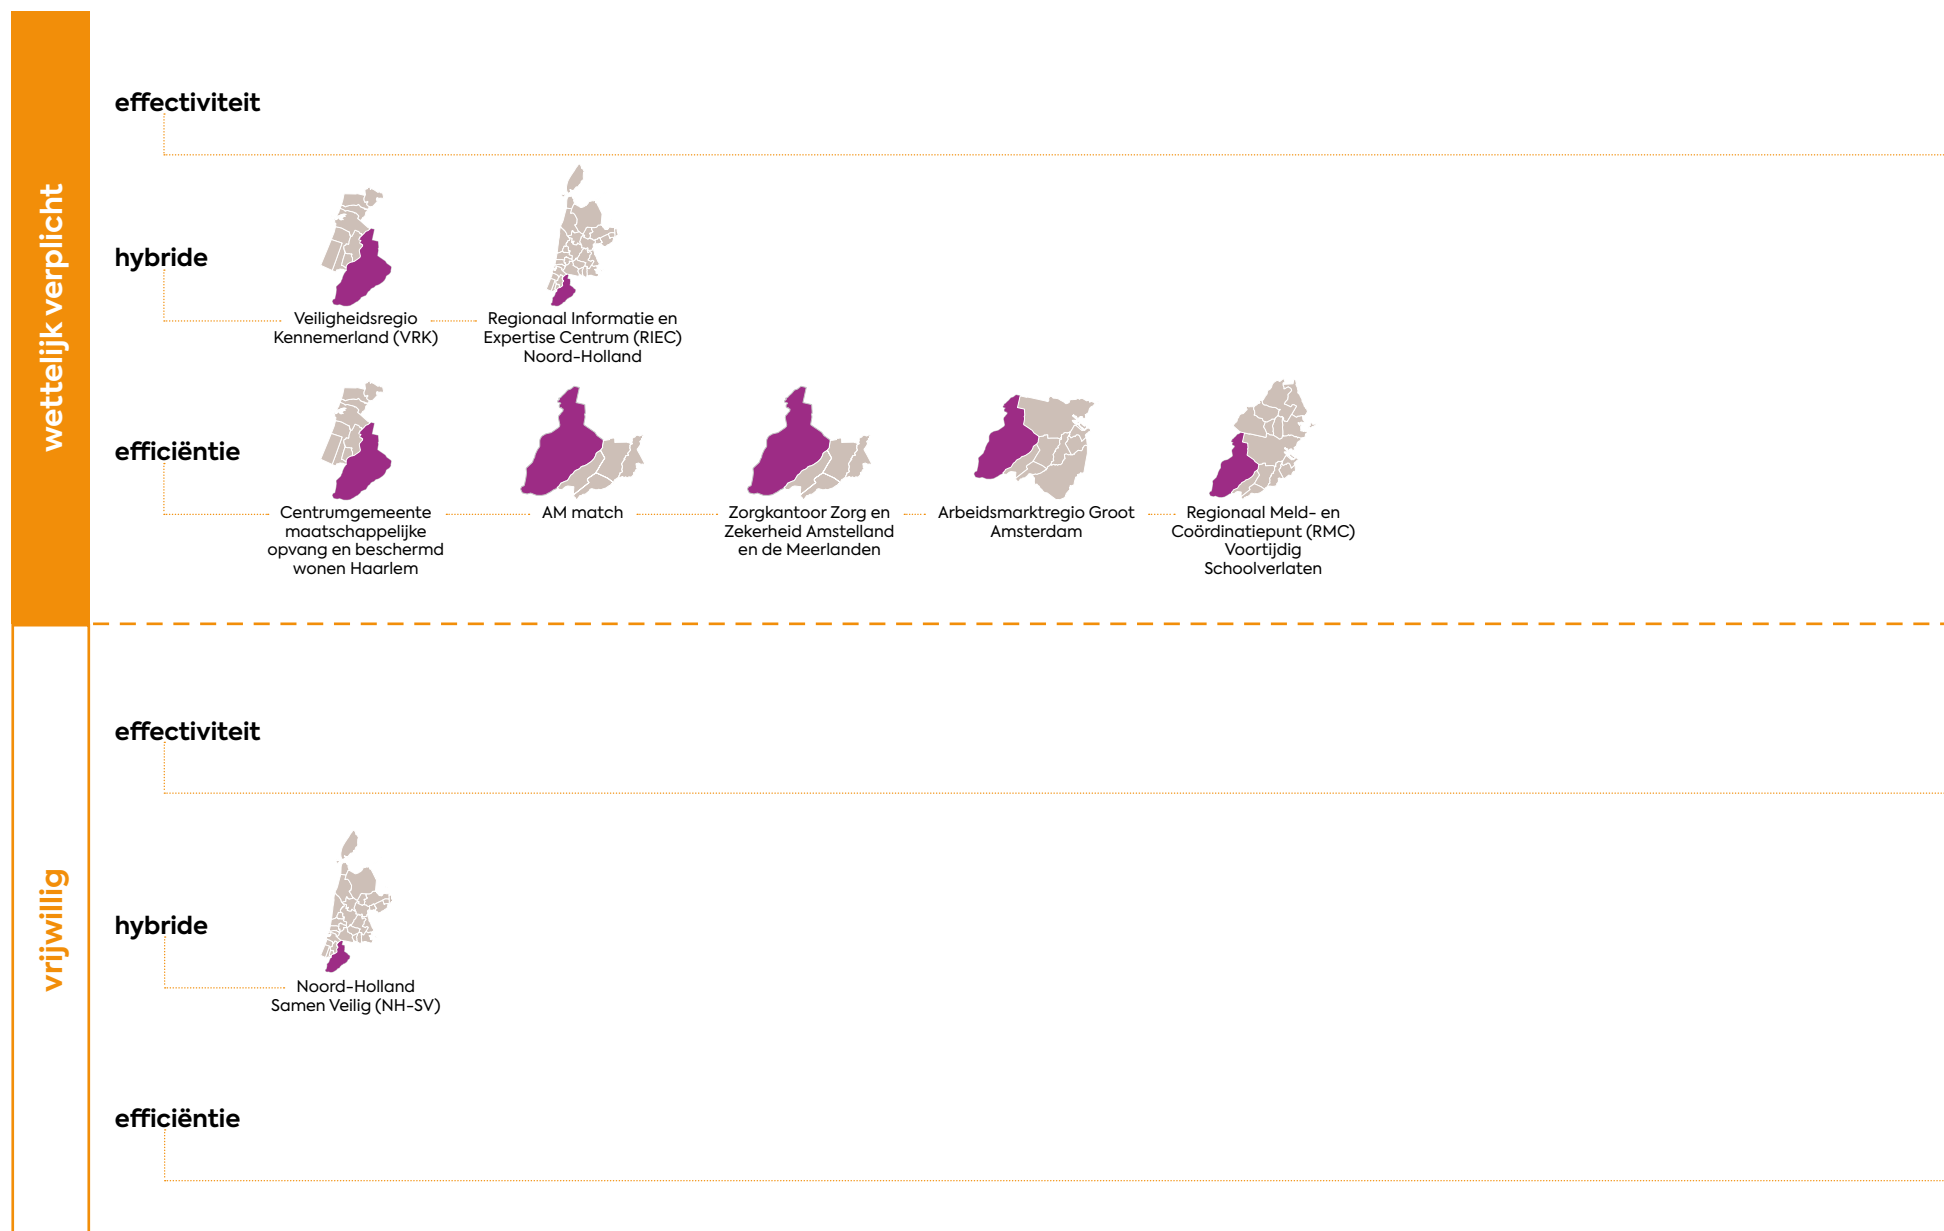 wettelijk verplicht
effectiviteit
hybride
Veiligheidsregio
Kennemerland (VRK)
Regionaal Informatie en
Expertise Centrum (RIEC)
Noord-Holland
efficiëntie
Centrumgemeente
maatschappelijke
opvang en beschermd
wonen Haarlem
AM match
Zorgkantoor Zorg en
Zekerheid Amstelland
en de Meerlanden
Arbeidsmarktregio Groot
Amsterdam
Regionaal Meld- en
Coördinatiepunt (RMC)
Voortijdig
Schoolverlaten
vrijwillig
effectiviteit
hybride
Noord-Holland
Samen Veilig (NH-SV)
efficiëntie